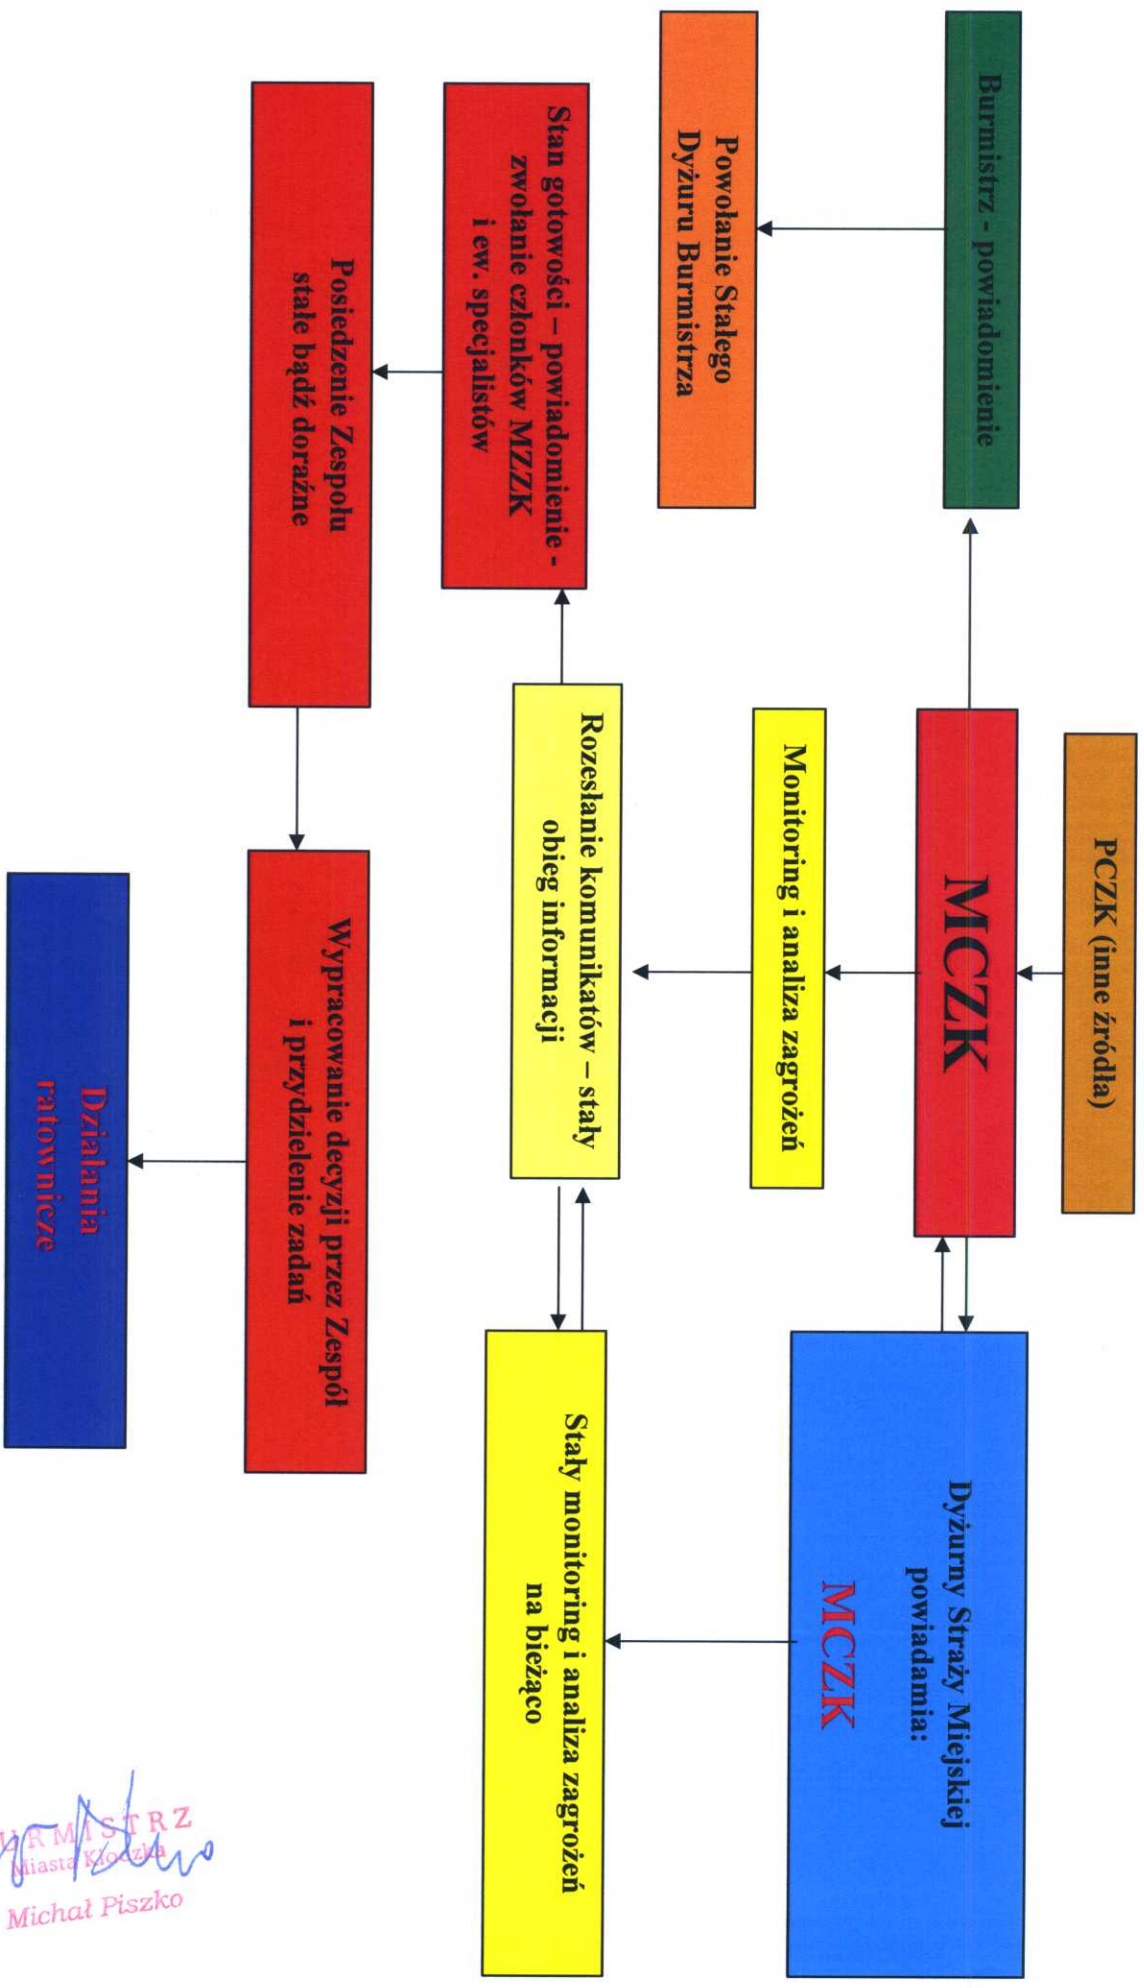 PCZK (inne źródła)
Burmistrz - powiadomienie
MCZK
Dyżurny Straży Miejskiej
powiadamia:
MCZK
Powołanie Stałego
Dyżuru Burmistrza
Monitoring i analiza zagrożeń
Stan gotowości – powiadomienie -
zwołanie członków MZZK
i ew. specjalistów
Rozesłanie komunikatów – stały
obieg informacji
Stały monitoring i analiza zagrożeń
na bieżąco
Posiedzenie Zespołu
stałe bądź doraźne
Wypracowanie decyzji przez Zespół
i przydzielenie zadań
Działania
ratownicze
URMISTRZ
Miasta Kłodzka
Michał Piszko